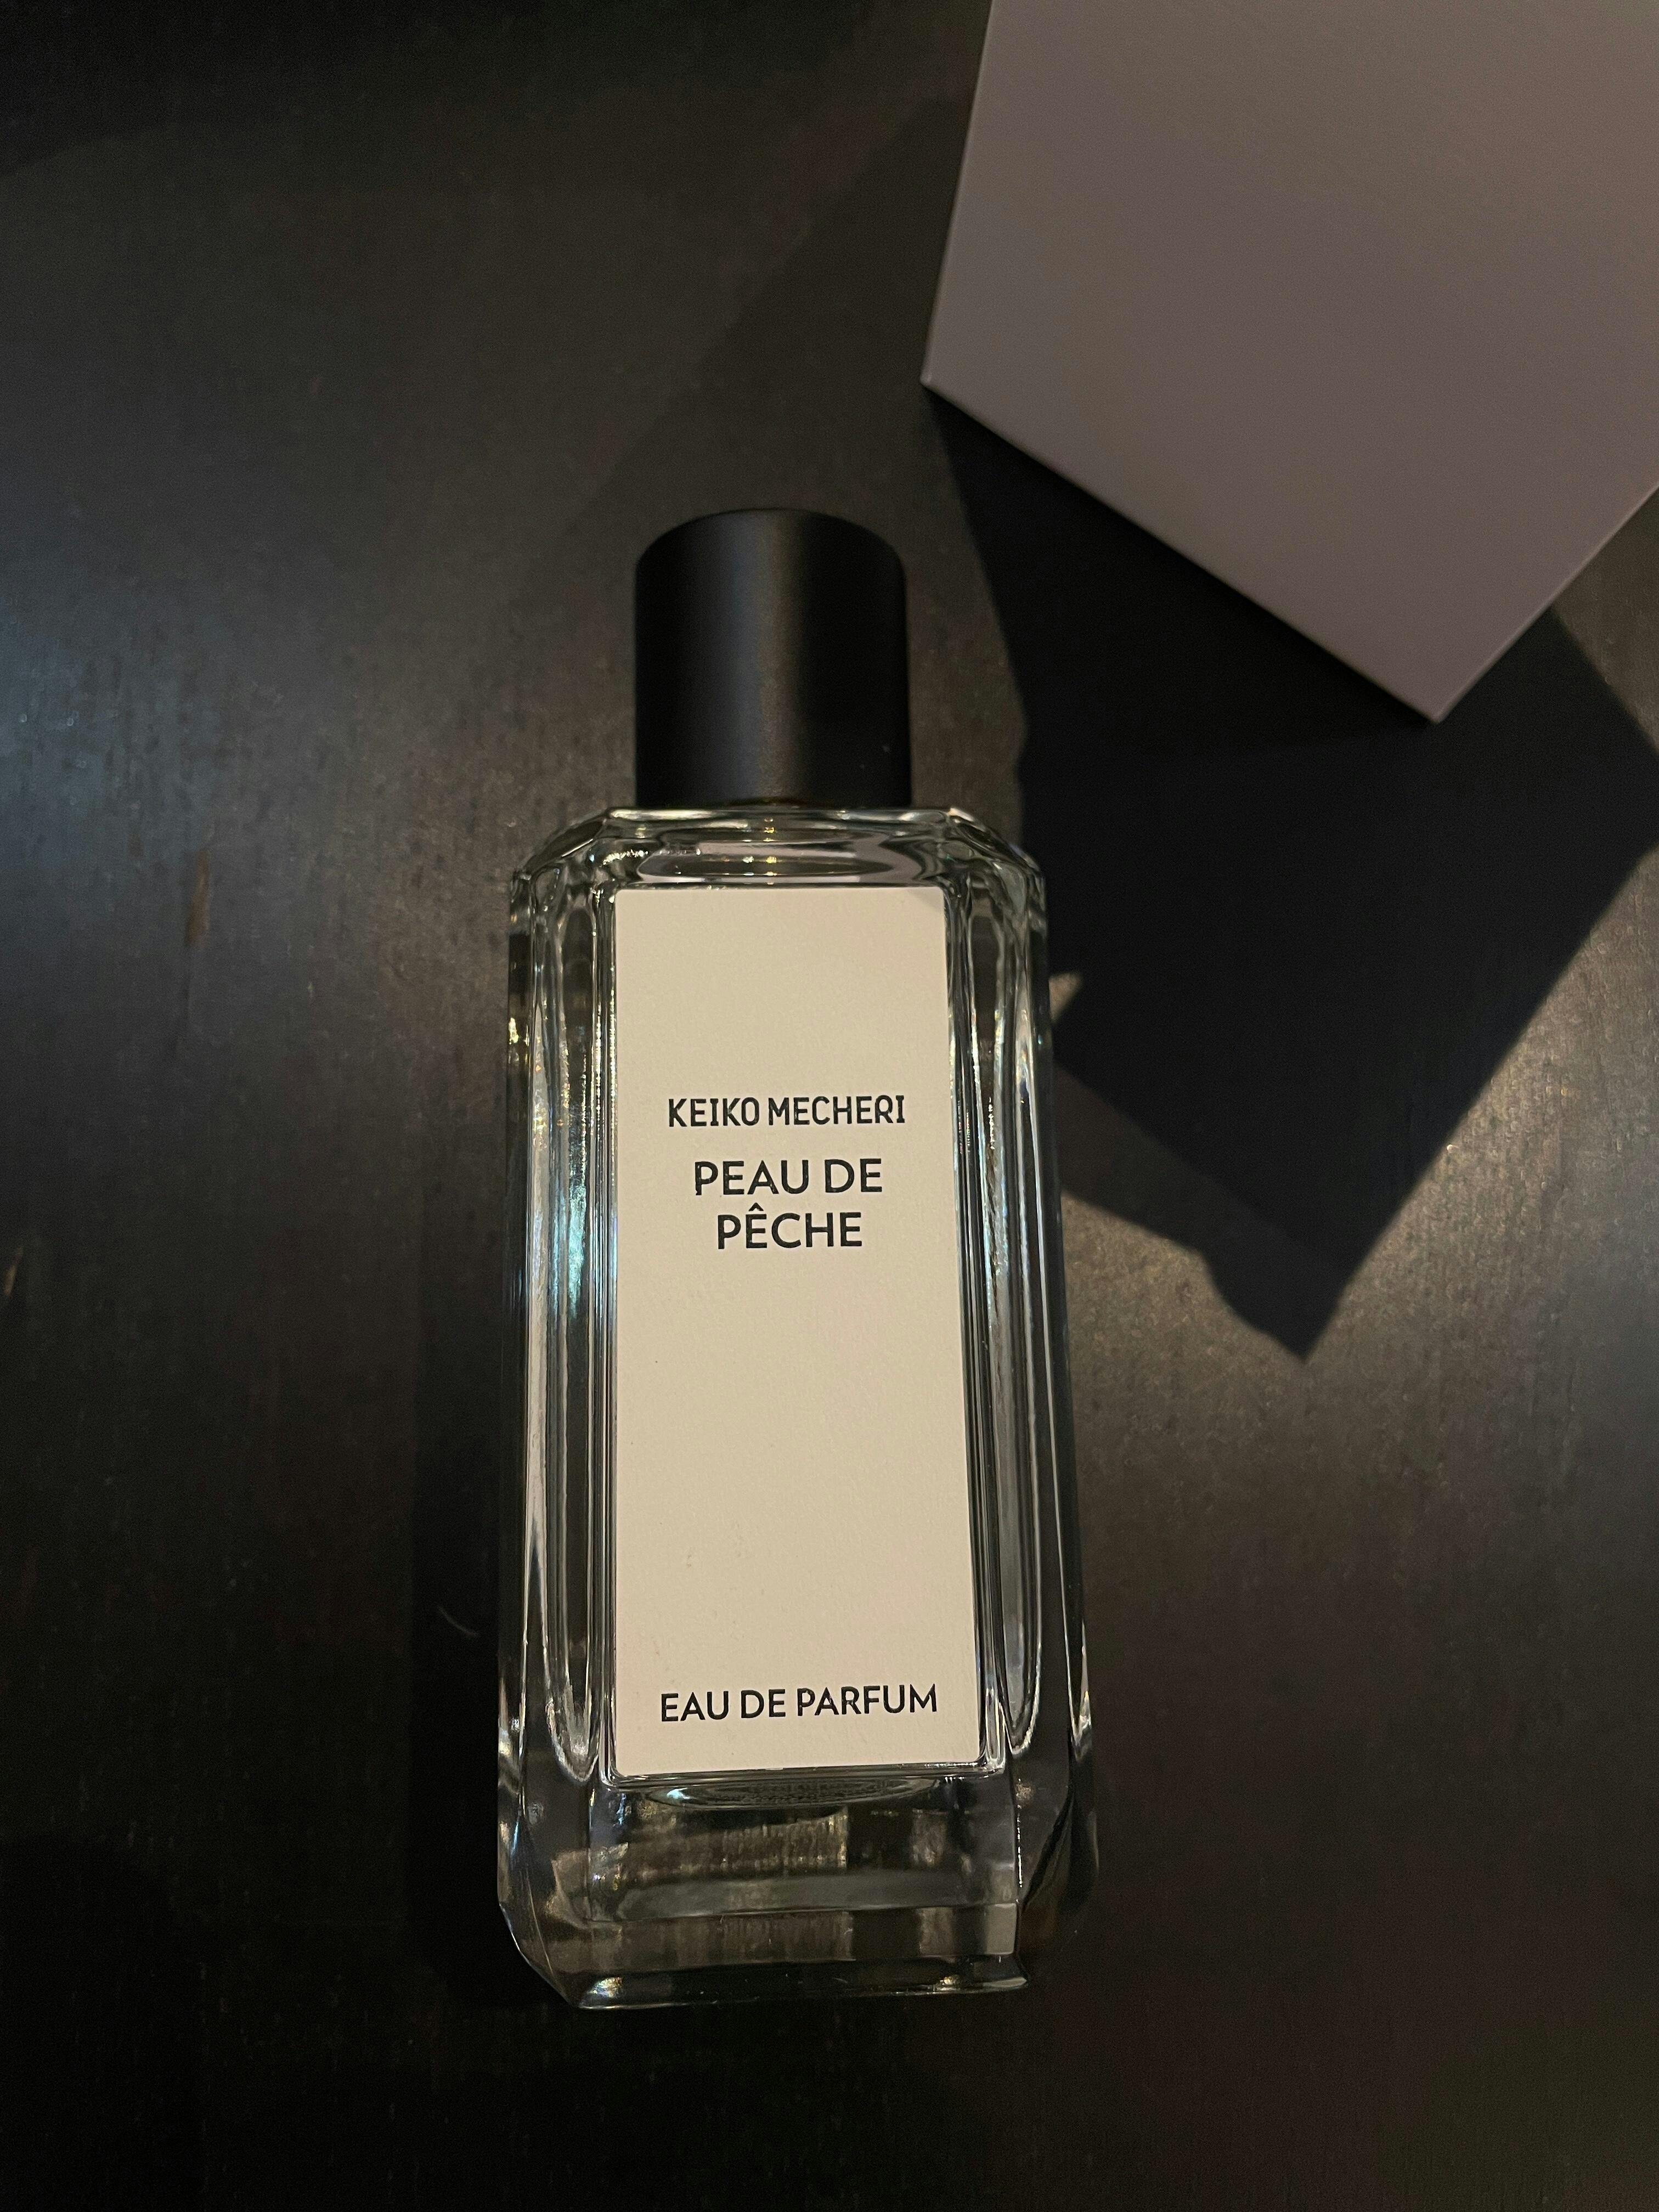 KEIKO MECHERI
PEAU DE
PÊCHE
EAU DE PARFUM